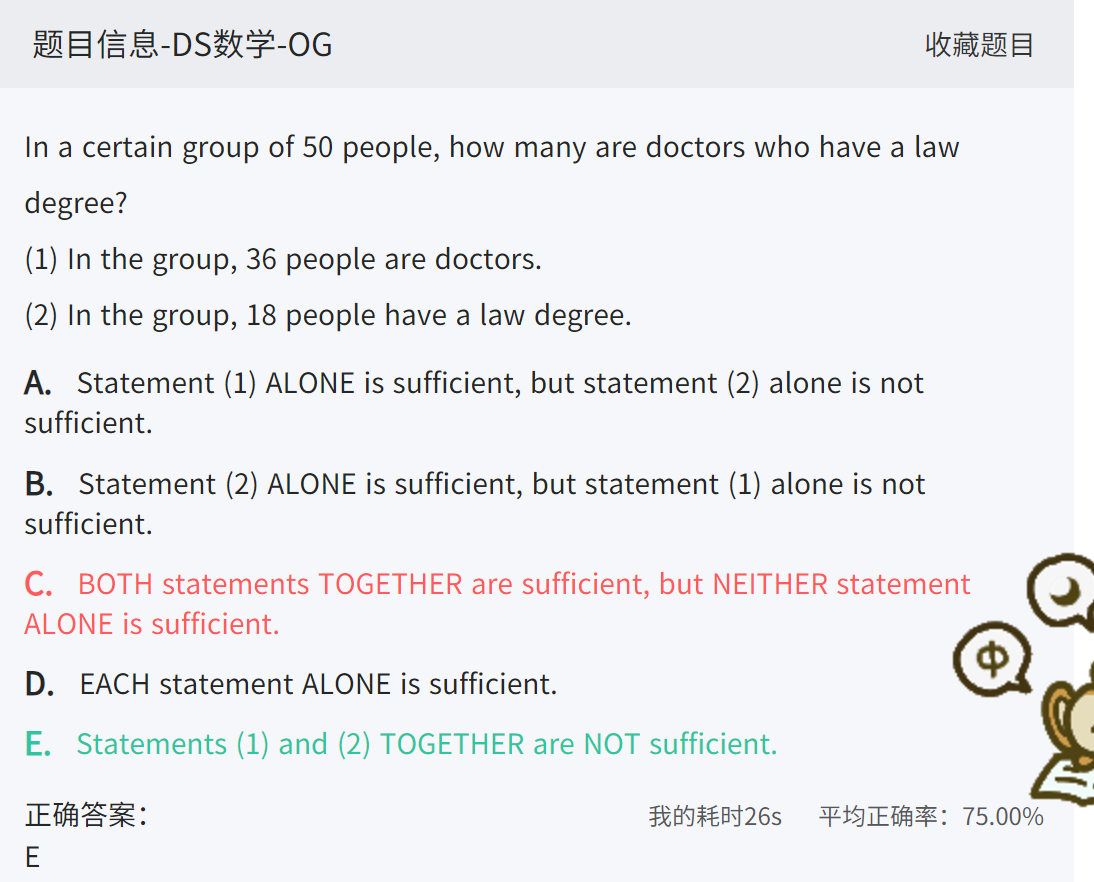 题目信息-DS数学-OG
收藏题目
In a certain group of 50 people, how many are doctors who have a law
degree?
(1) In the group, 36 people are doctors.
(2) In the group, 18 people have a law degree.
A. Statement (1) ALONE is sufficient, but statement (2) alone is not
sufficient.
B. Statement (2) ALONE is sufficient, but statement (1) alone is not
sufficient.
C. BOTH statements TOGETHER are sufficient, but NEITHER statement
ALONE is sufficient.
D. EACH statement ALONE is sufficient.
E. Statements (1) and (2) TOGETHER are NOT sufficient.
正确答案：
我的耗时26s 平均正确率：75.00%
E
中